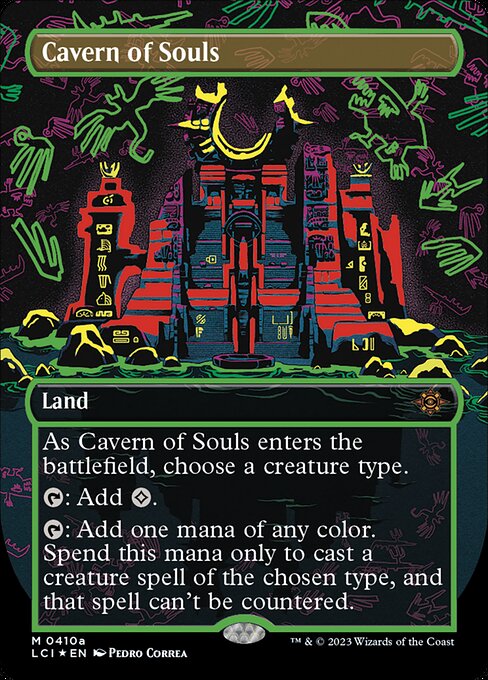 Cavern of Souls
Land
As Cavern of Souls enters the
battlefield, choose a creature type.
: Add .
: Add one mana of any color.
Spend this mana only to cast a
creature spell of the chosen type, and
that spell can't be countered.
M 0410a
LCI★EN Pedro Correa
™ & © 2023 Wizards of the Coast